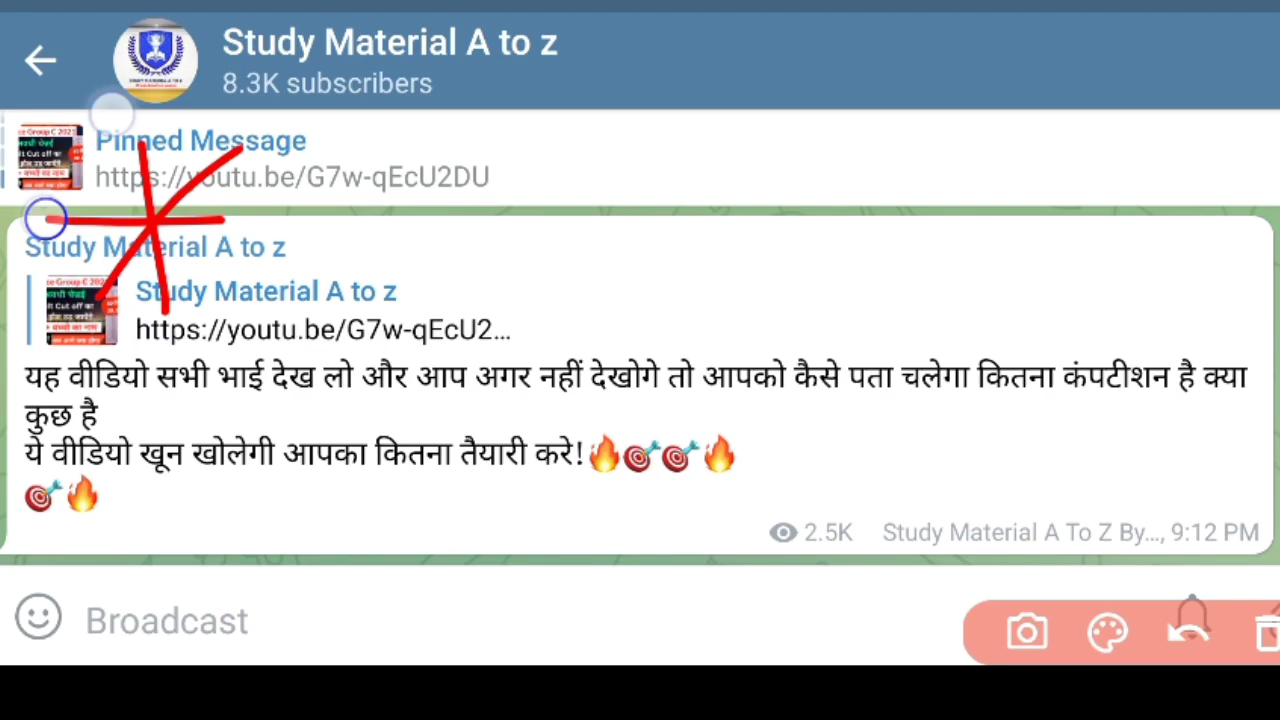 Study Material A to z
8.3K subscribers
Pinned Message
https://youtu.be/G7w-qEcU2DU
Study Material A to z
Study Material A to z
https://youtu.be/G7w-qEcU2...
यह वीडियो सभी भाई देख लो और आप अगर नहीं देखोगे तो आपको कैसे पता चलेगा कितना कंपटीशन है क्या
कुछ है
ये वीडियो खून खोलेगी आपका कितना तैयारी करे!🔥🎯🎯🔥
🎯🔥
2.5K Study Material A To Z By..., 9:12 PM
Broadcast